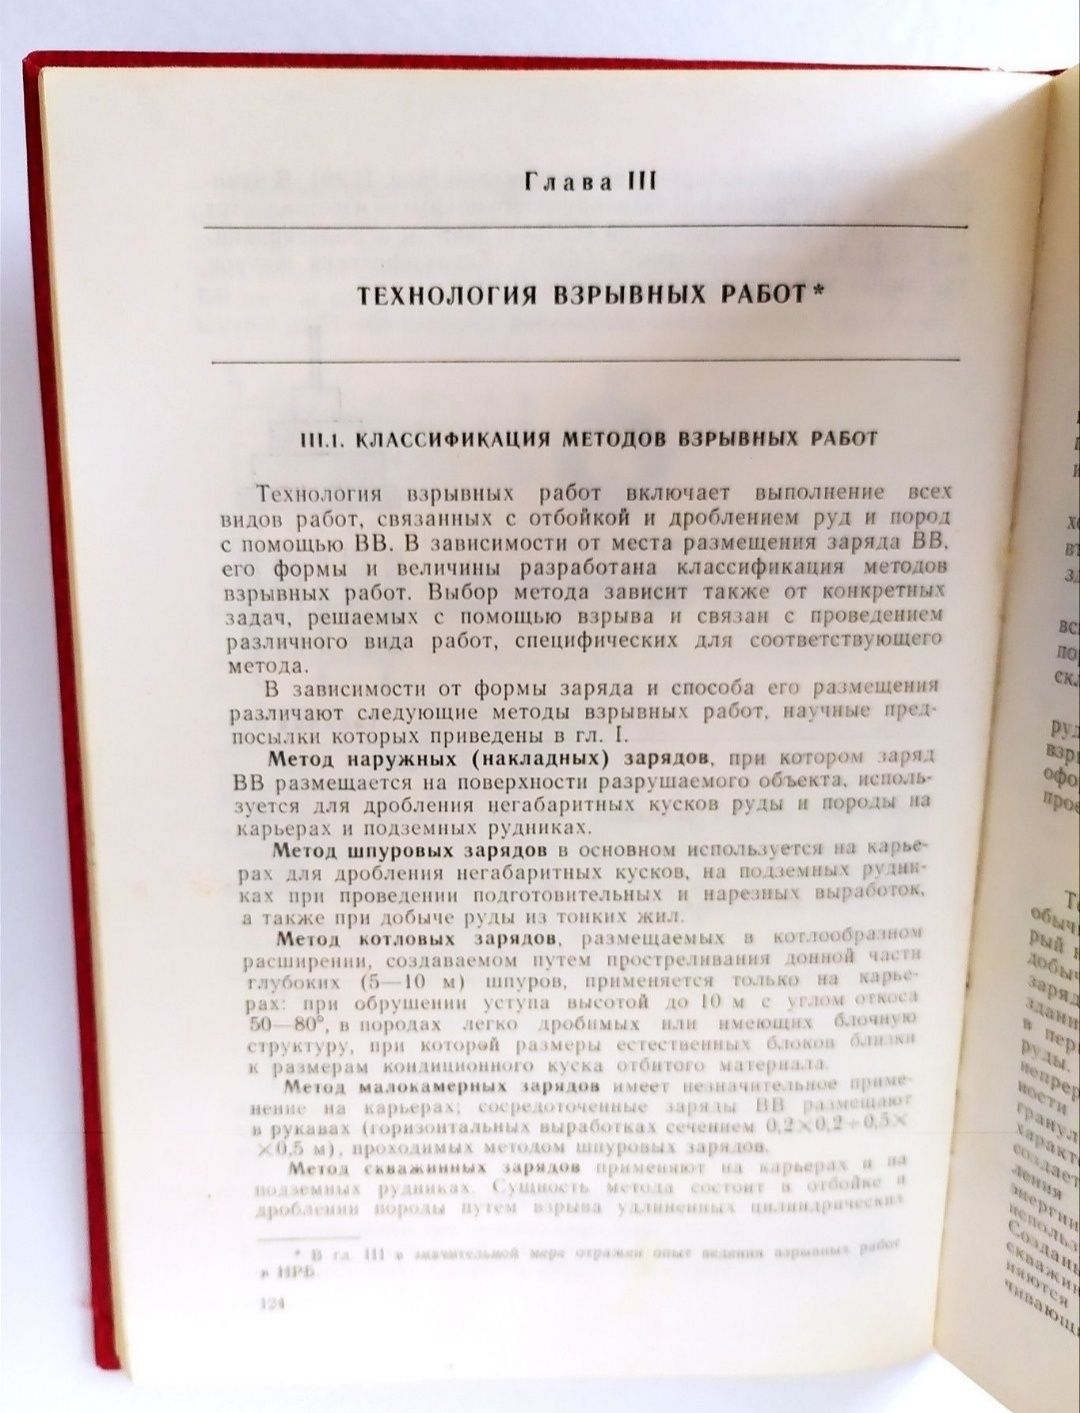 Глава III
ТЕХНОЛОГИЯ ВЗРЫВНЫХ РАБОТ*
III.1. КЛАССИФИКАЦИЯ МЕТОДОВ ВЗРЫВНЫХ РАБОТ
Технология взрывных работ включает выполнение всех
видов работ, связанных с отбойкой и дроблением руд и пород
с помощью ВВ. В зависимости от места размещения заряда ВВ,
его формы и величины разработана классификация методов
взрывных работ. Выбор метода зависит также от конкретных
задач, решаемых с помощью взрыва и связан с проведением
различного вида работ, специфических для соответствующего
метода.
В зависимости от формы заряда и способа его размещения
различают следующие методы взрывных работ, научные пред-
посылки которых приведены в гл. I.
Метод наружных (накладных) зарядов, при котором заряд
ВВ размещается на поверхности разрушаемого объекта, исполь-
зуется для дробления негабаритных кусков руды и породы на
карьерах и подземных рудниках.
Метод шпуровых зарядов в основном используется на карье-
рах для дробления негабаритных кусков, на подземных рудни-
ках при проведении подготовительных и нарезных выработок,
а также при добыче руды из тонких жил.
Метод котловых зарядов, размещаемых в котлообразном
расширении, создаваемом путем простреливания донной части
глубоких (5—10 м) шпуров, применяется только на карье-
рах: при обрушении уступа высотой до 10 м с углом откоса
50—80°, в породах легко дробимых или имеющих блочную
структуру, при которой размеры естественных блоков близки
к размерам кондиционного куска отбитого материала.
Метод малокамерных зарядов имеет незначительное приме-
нение на карьерах; сосредоточенные заряды ВВ размещают
в рукавах (горизонтальных выработках сечением 0,2×0,2÷0,5×
×0,5 м), проходимых методом шпуровых зарядов.
Метод скважинных зарядов применяют на карьерах и на
подземных рудниках. Сущность метода состоит в отбойке и
дроблении породы путем взрыва удлиненных цилиндрических
* В гл. III в значительной мере отражен опыт ведения взрывных работ
в НРБ.
124